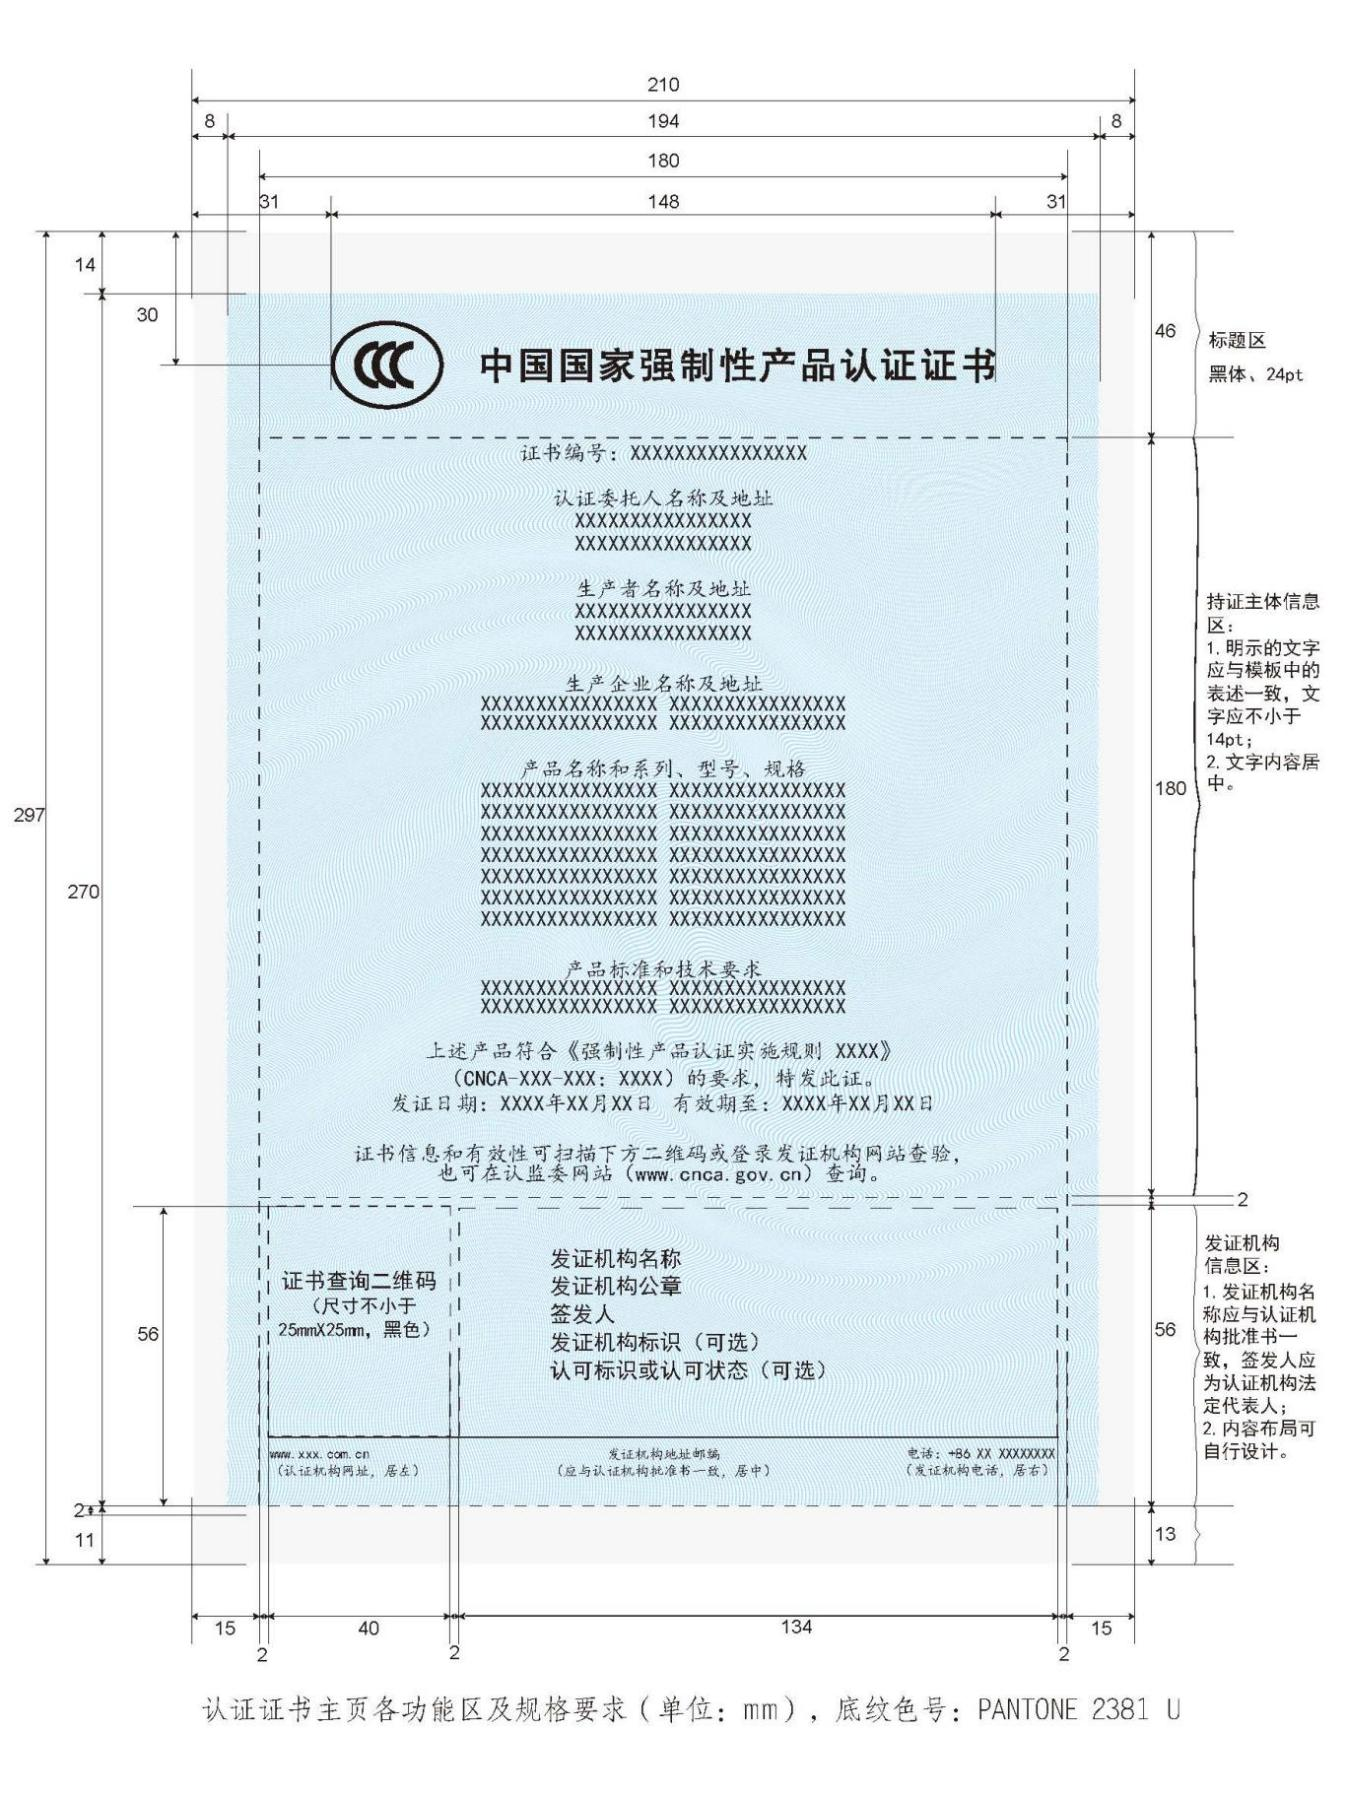 210
8
194
8
180
31
148
31
14
30
46
标题区
黑体、24pt
CCC
中国国家强制性产品认证证书
证书编号：XXXXXXXXXXXXXXXX
认证委托人名称及地址
XXXXXXXXXXXXXXXX
XXXXXXXXXXXXXXXX
生产者名称及地址
XXXXXXXXXXXXXXXX
XXXXXXXXXXXXXXXX
生产企业名称及地址
XXXXXXXXXXXXXXXX XXXXXXXXXXXXXXXX
XXXXXXXXXXXXXXXX XXXXXXXXXXXXXXXX
产品名称和系列、型号、规格
XXXXXXXXXXXXXXXX XXXXXXXXXXXXXXXX
XXXXXXXXXXXXXXXX XXXXXXXXXXXXXXXX
XXXXXXXXXXXXXXXX XXXXXXXXXXXXXXXX
XXXXXXXXXXXXXXXX XXXXXXXXXXXXXXXX
XXXXXXXXXXXXXXXX XXXXXXXXXXXXXXXX
XXXXXXXXXXXXXXXX XXXXXXXXXXXXXXXX
XXXXXXXXXXXXXXXX XXXXXXXXXXXXXXXX
产品标准和技术要求
XXXXXXXXXXXXXXXX XXXXXXXXXXXXXXXX
XXXXXXXXXXXXXXXX XXXXXXXXXXXXXXXX
上述产品符合《强制性产品认证实施规则 XXXX》
（CNCA-XXX-XXX：XXXX）的要求，特发此证。
发证日期：XXXX年XX月XX日 有效期至：XXXX年XX月XX日
证书信息和有效性可扫描下方二维码或登录发证机构网站查验，
也可在认监委网站（www.cnca.gov.cn）查询。
297
270
180
持证主体信息
区：
1. 明示的文字
应与模板中的
表述一致，文
字应不小于
14pt；
2. 文字内容居
中。
2
56
证书查询二维码
（尺寸不小于
25mmX25mm，黑色）
发证机构名称
发证机构公章
签发人
发证机构标识（可选）
认可标识或认可状态（可选）
56
发证机构
信息区：
1. 发证机构名
称应与认证机
构批准书一
致，签发人应
为认证机构法
定代表人；
2. 内容布局可
自行设计。
www.xxx.com.cn
（认证机构网址，居左）
发证机构地址邮编
（应与认证机构批准书一致，居中）
电话：+86 XX XXXXXXXX
（发证机构电话，居右）
2
11
13
15
2
40
2
134
2
15
认证证书主页各功能区及规格要求（单位：mm），底纹色号：PANTONE 2381 U